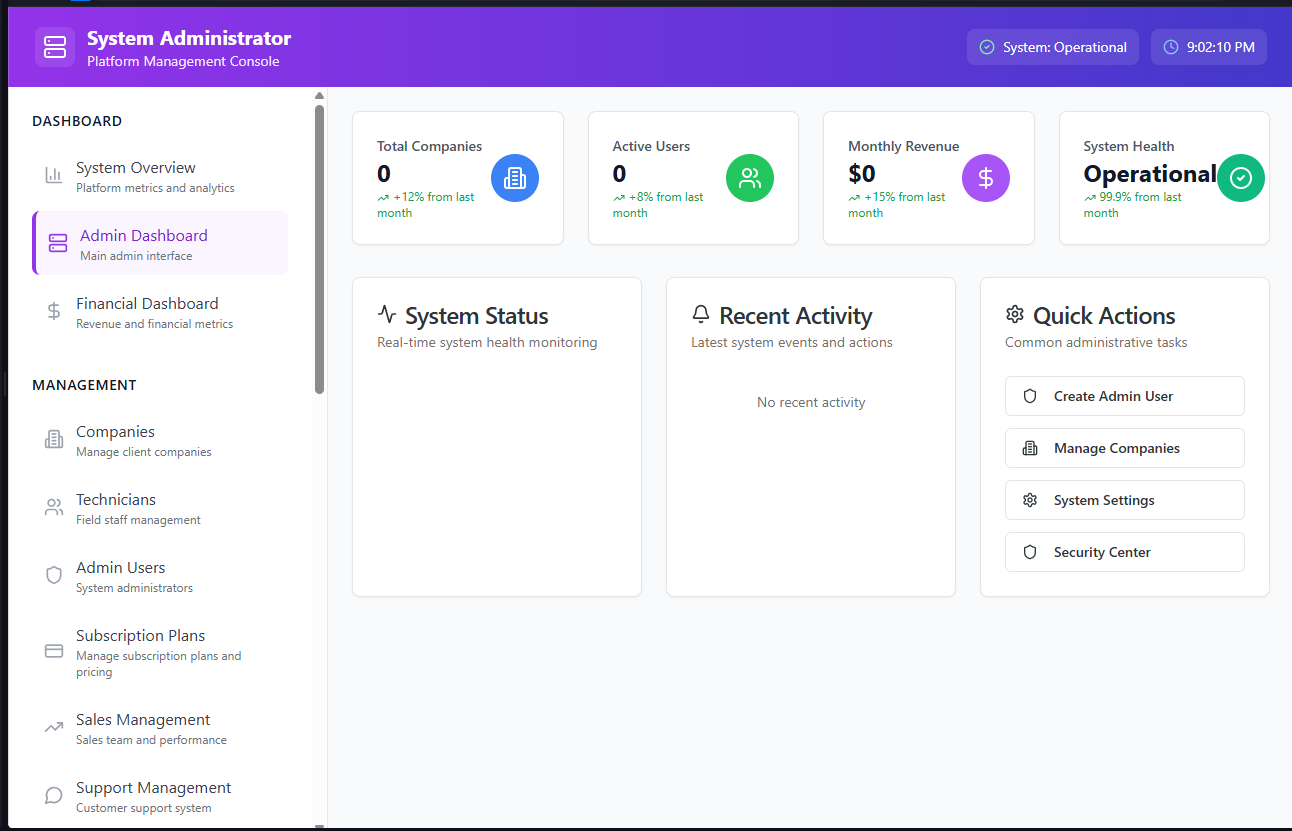 System Administrator
Platform Management Console
System: Operational
9:02:10 PM
DASHBOARD
System Overview
Platform metrics and analytics
Admin Dashboard
Main admin interface
Financial Dashboard
Revenue and financial metrics
MANAGEMENT
Companies
Manage client companies
Technicians
Field staff management
Admin Users
System administrators
Subscription Plans
Manage subscription plans and
pricing
Sales Management
Sales team and performance
Support Management
Customer support system
Total Companies
0
+12% from last
month
Active Users
0
+8% from last
month
Monthly Revenue
$0
+15% from last
month
System Health
Operational
99.9% from last
month
System Status
Real-time system health monitoring
Recent Activity
Latest system events and actions
No recent activity
Quick Actions
Common administrative tasks
Create Admin User
Manage Companies
System Settings
Security Center